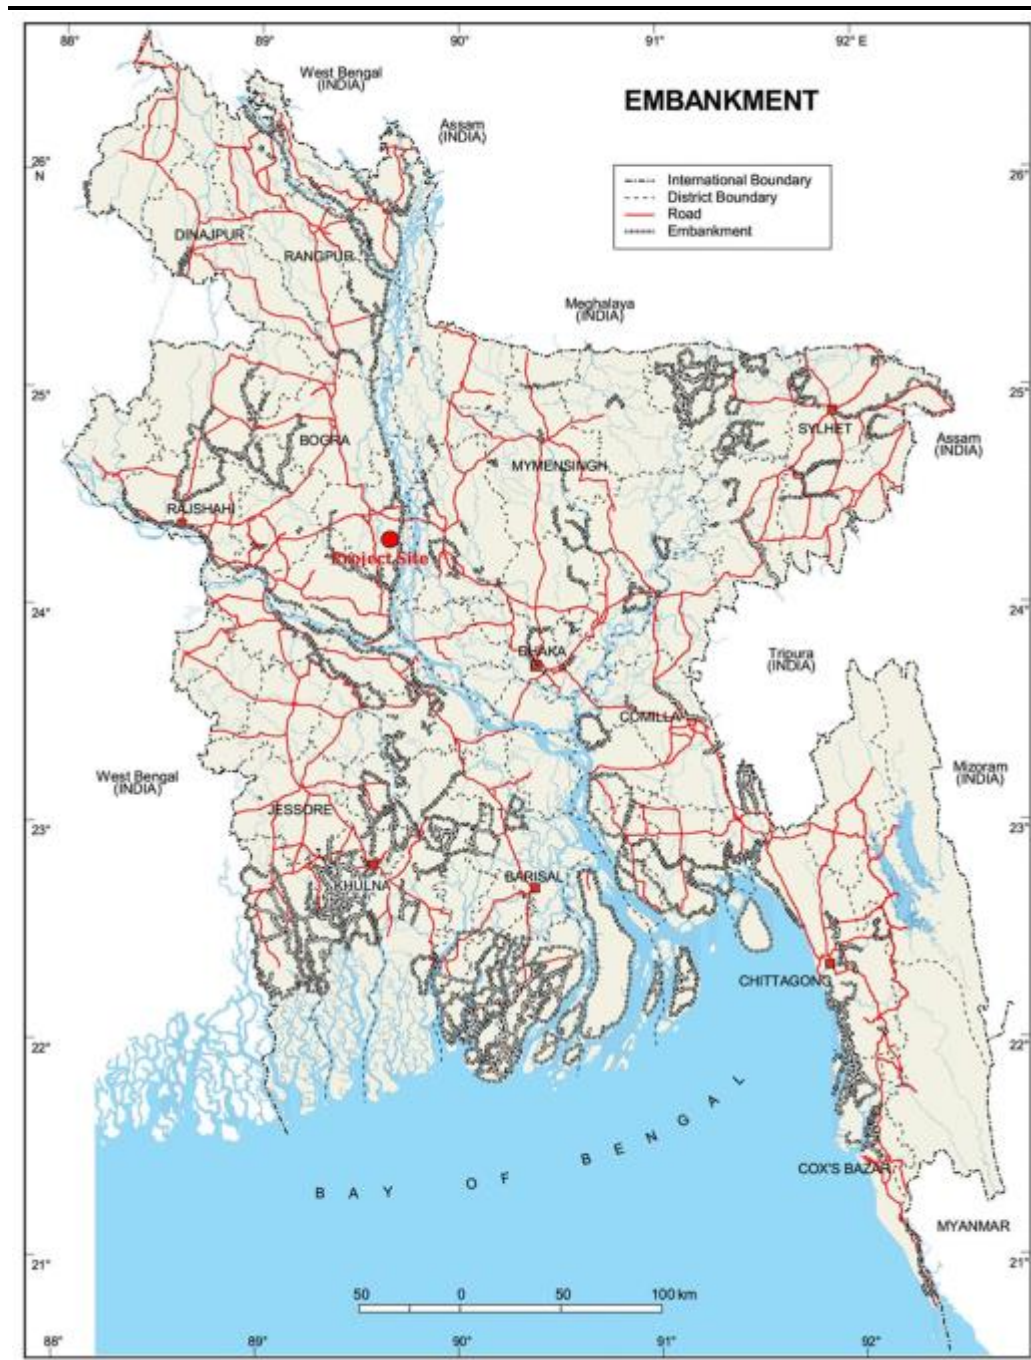 88°
89°
90°
91°
92° E
West Bengal
(INDIA)
EMBANKMENT
Assam
(INDIA)
26°
N
26°
International Boundary
District Boundary
Road
Embankment
DINAJPUR
RANGPUR
Meghalaya
(INDIA)
25°
25°
SYLHET
BOGRA
Assam
(INDIA)
MYMENSINGH
RAJSHAHI
Project Site
24°
24°
DHAKA
Tripura
(INDIA)
COMILLA
West Bengal
(INDIA)
Mizoram
(INDIA)
JESSORE
23°
23°
KHULNA
BARISAL
CHITTAGONG
22°
22°
BAY OF BENGAL
COX'S BAZAR
MYANMAR
21°
21°
50 0 50 100 km
88°
89°
90°
91°
92°